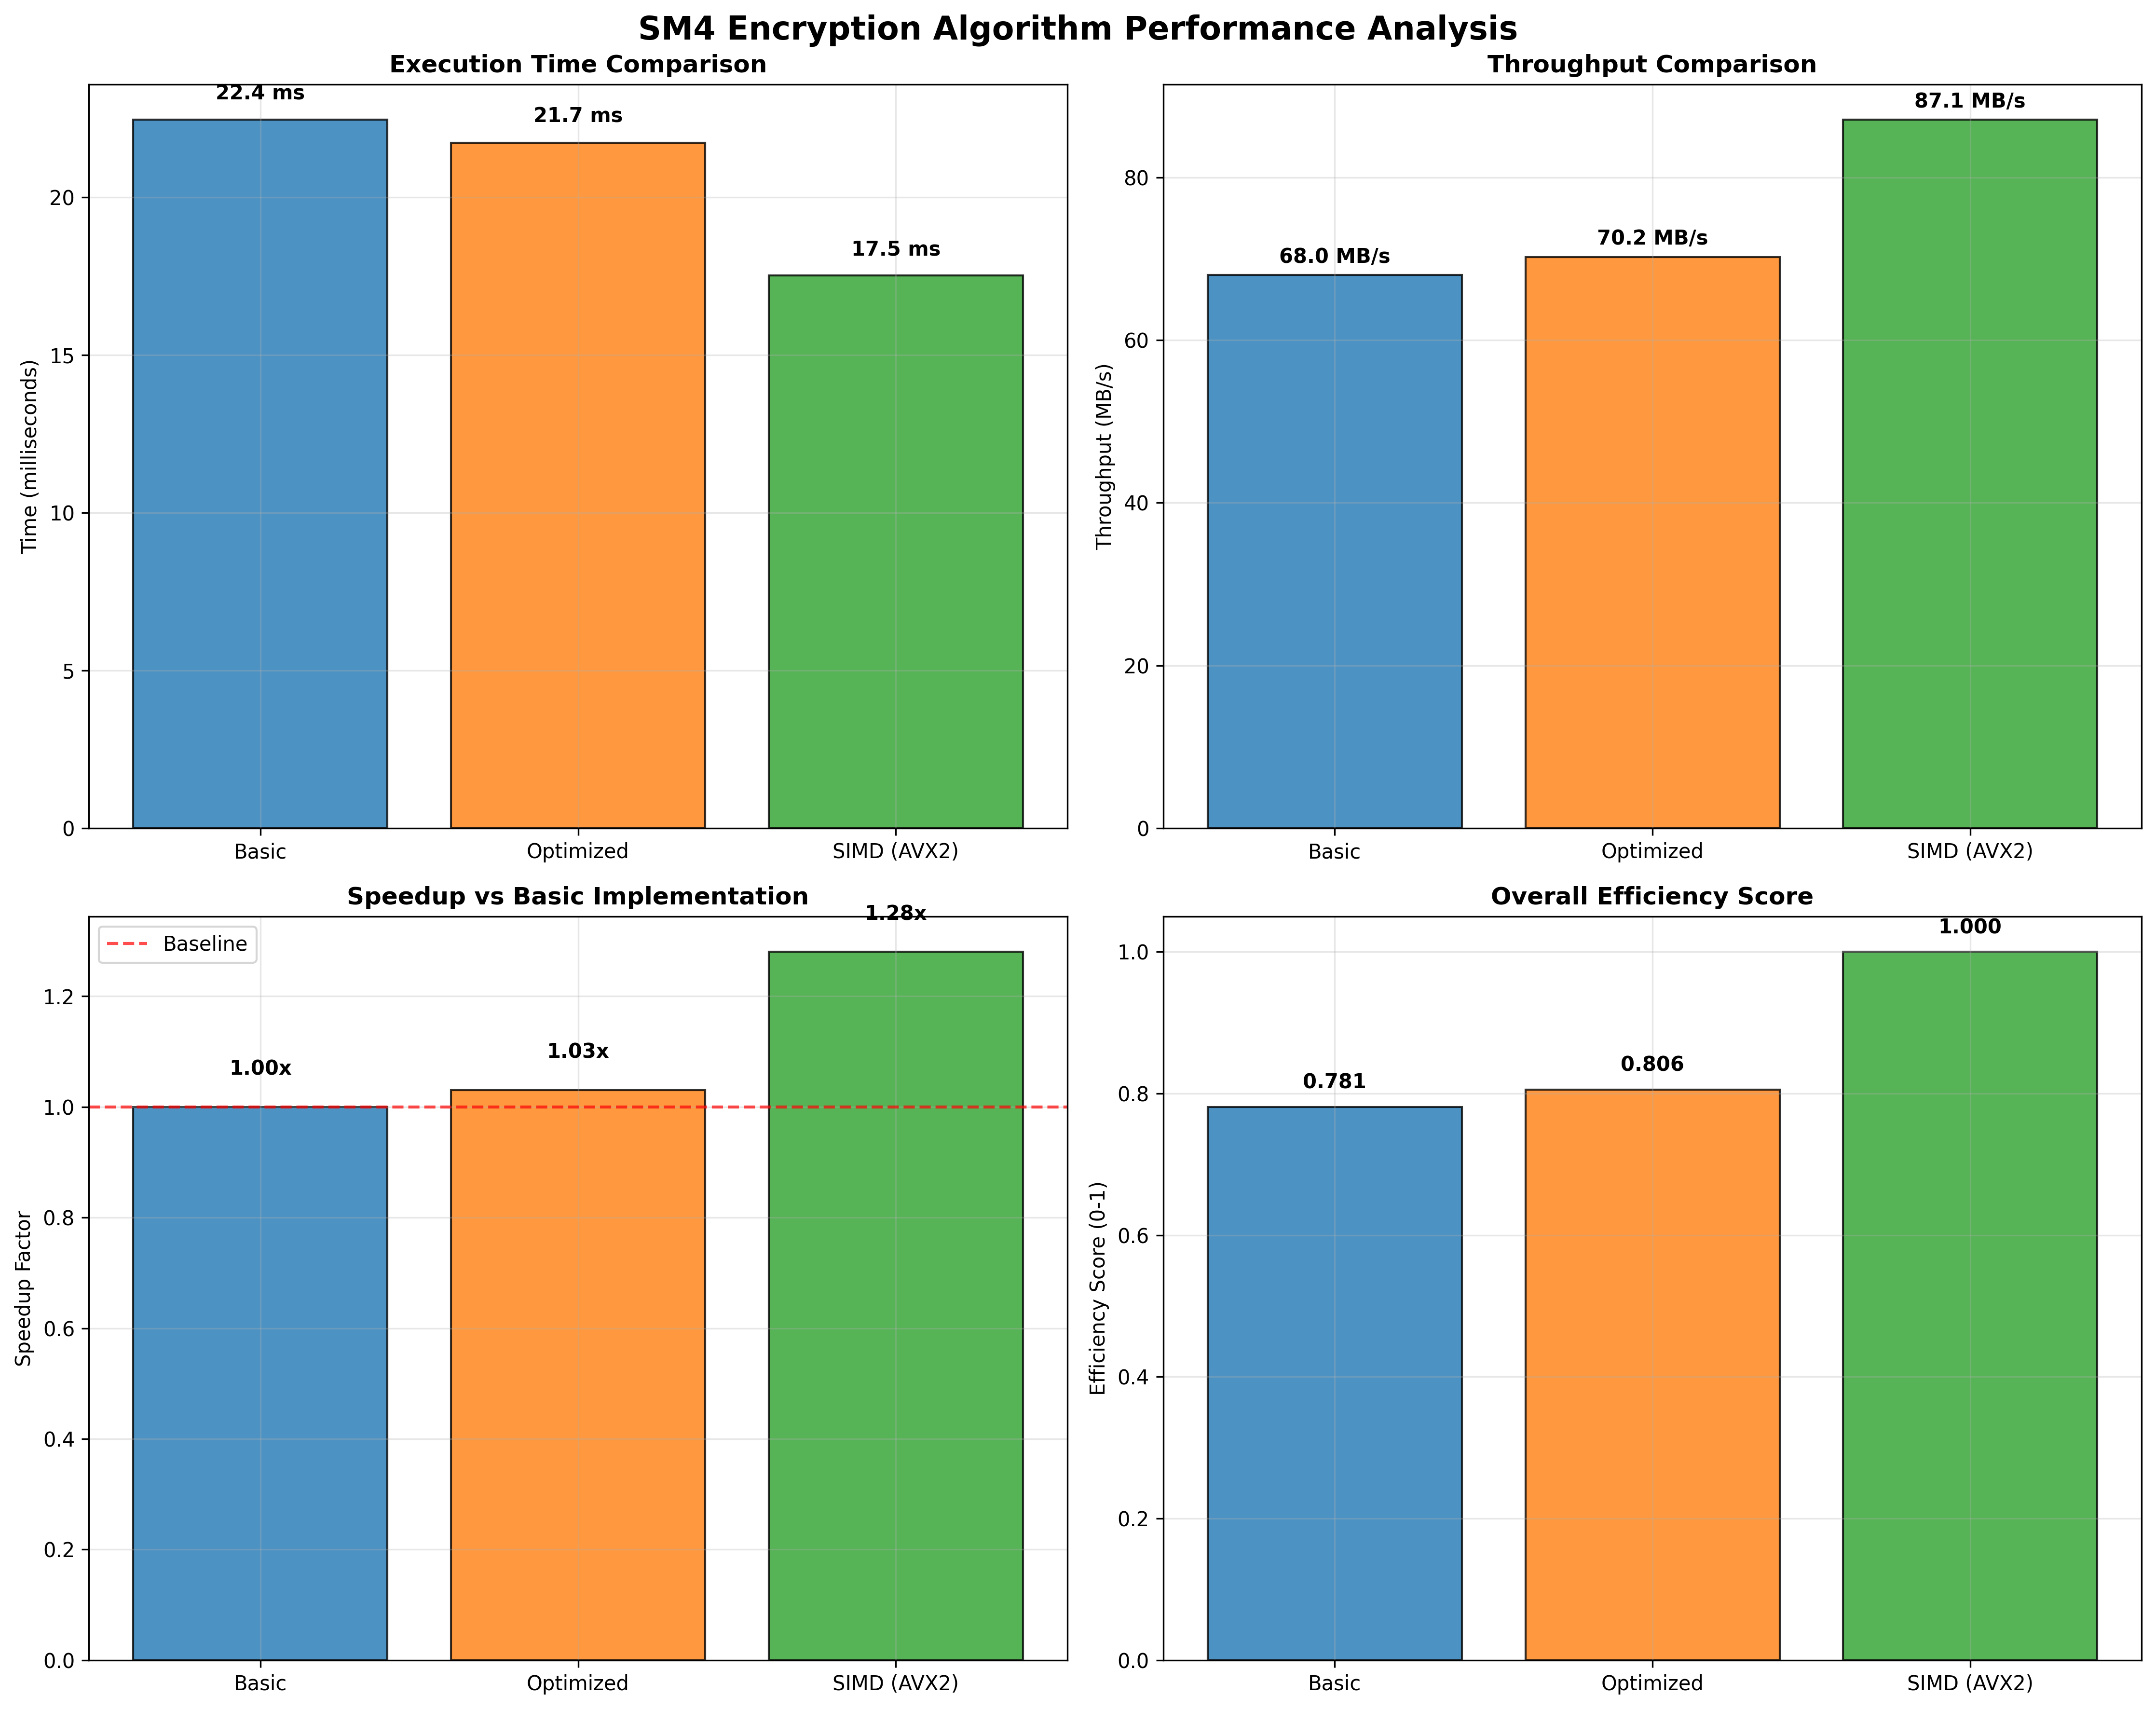 SM4 Encryption Algorithm Performance Analysis
Execution Time Comparison
22.4 ms
21.7 ms
17.5 ms
20
15
10
5
0
Time (milliseconds)
Basic
Optimized
SIMD (AVX2)
Throughput Comparison
87.1 MB/s
70.2 MB/s
68.0 MB/s
80
60
40
20
0
Throughput (MB/s)
Basic
Optimized
SIMD (AVX2)
Speedup vs Basic Implementation
1.28x
Baseline
1.03x
1.00x
1.2
1.0
0.8
0.6
0.4
0.2
0.0
Speedup Factor
Basic
Optimized
SIMD (AVX2)
Overall Efficiency Score
1.000
0.806
0.781
1.0
0.8
0.6
0.4
0.2
0.0
Efficiency Score (0-1)
Basic
Optimized
SIMD (AVX2)